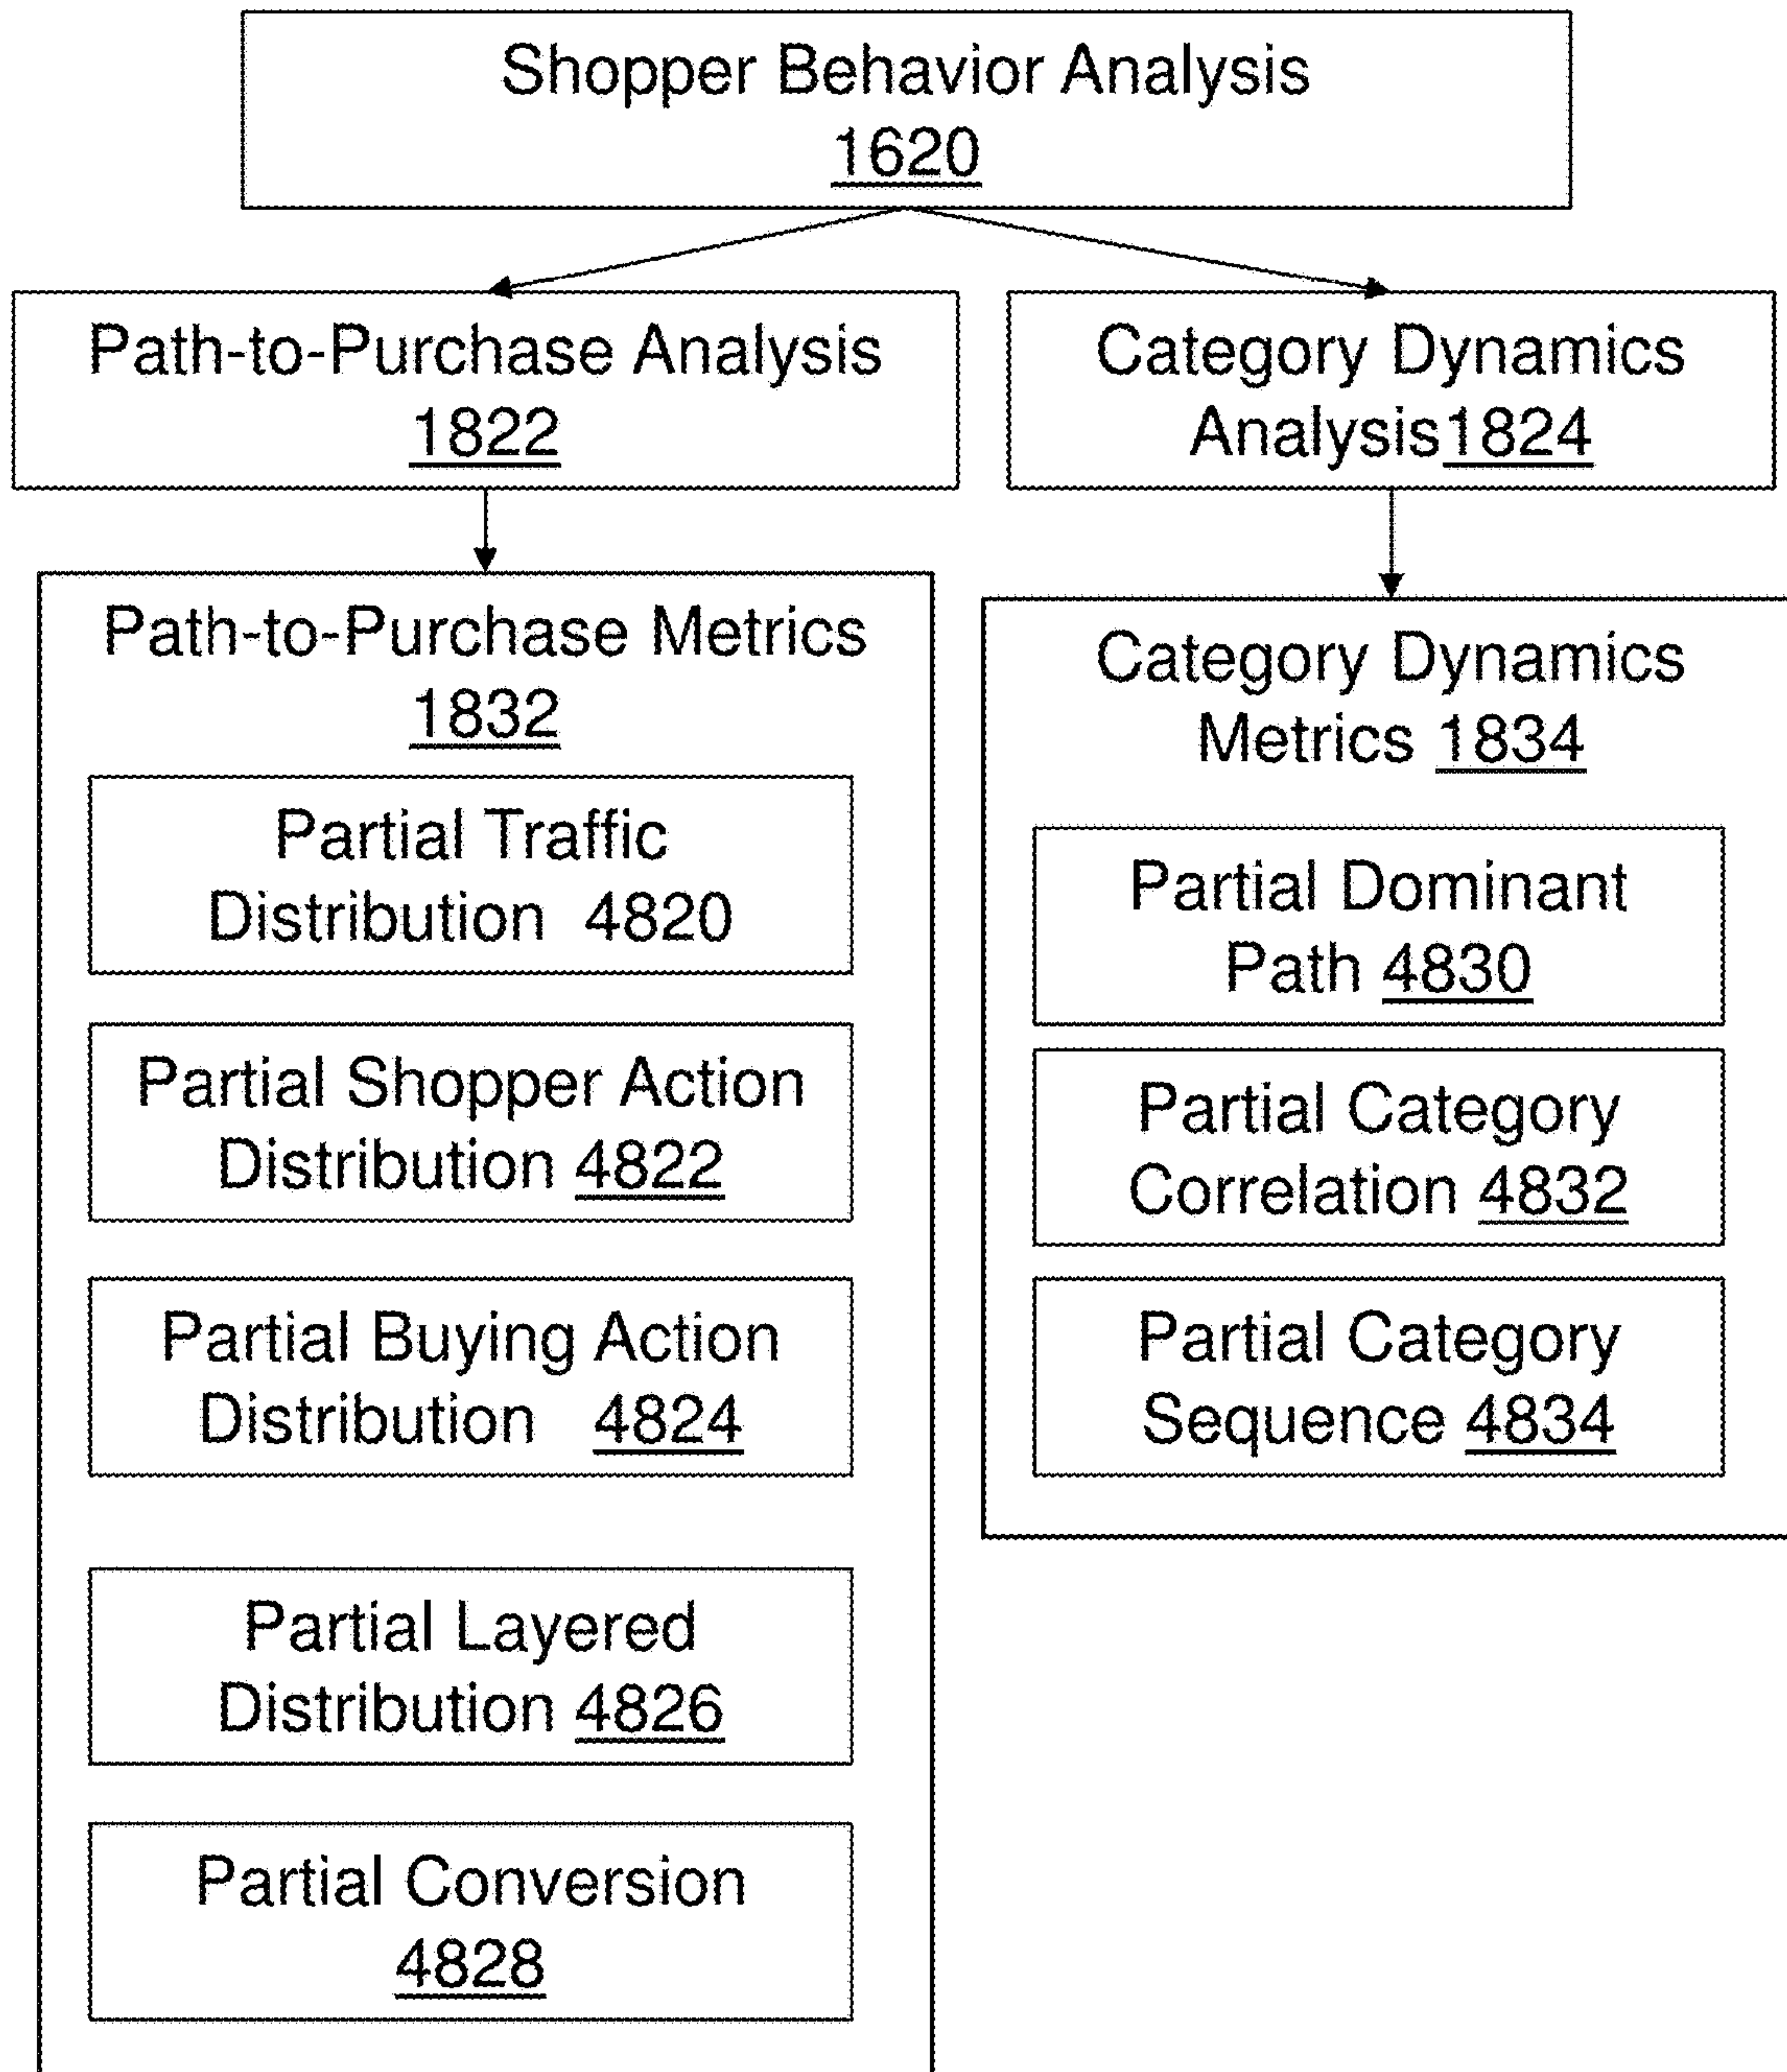 Shopper Behavior Analysis
1620
Path-to-Purchase Analysis
1822
Category Dynamics
Analysis1824
Path-to-Purchase Metrics
1832
Partial Traffic
Distribution 4820
Partial Shopper Action
Distribution 4822
Partial Buying Action
Distribution 4824
Partial Layered
Distribution 4826
Partial Conversion
4828
Category Dynamics
Metrics 1834
Partial Dominant
Path 4830
Partial Category
Correlation 4832
Partial Category
Sequence 4834